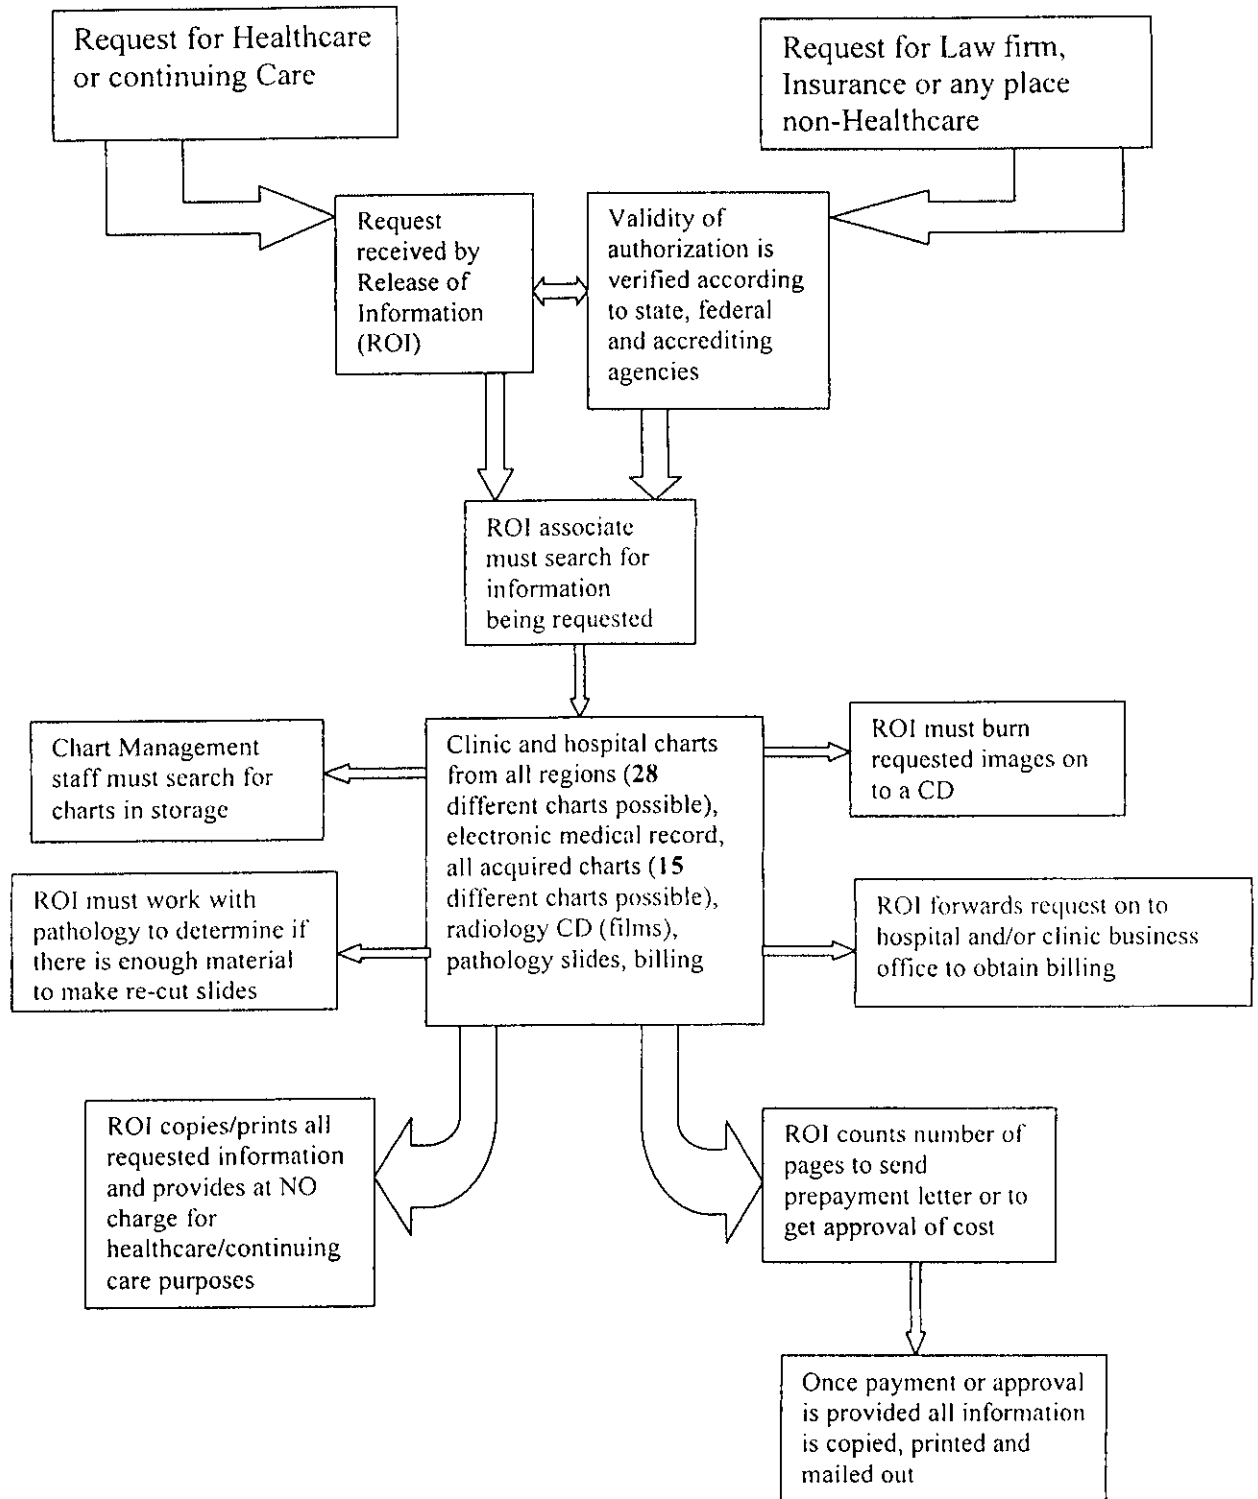 Request for Healthcare
or continuing Care
Request for Law firm,
Insurance or any place
non-Healthcare
Request
received by
Release of
Information
(ROI)
Validity of
authorization is
verified according
to state, federal
and accrediting
agencies
ROI associate
must search for
information
being requested
Chart Management
staff must search for
charts in storage
Clinic and hospital charts
from all regions (28
different charts possible),
electronic medical record,
all acquired charts (15
different charts possible),
radiology CD (films),
pathology slides, billing
ROI must burn
requested images on
to a CD
ROI must work with
pathology to determine if
there is enough material
to make re-cut slides
ROI forwards request on to
hospital and/or clinic business
office to obtain billing
ROI copies/prints all
requested information
and provides at NO
charge for
healthcare/continuing
care purposes
ROI counts number of
pages to send
prepayment letter or to
get approval of cost
Once payment or approval
is provided all information
is copied, printed and
mailed out